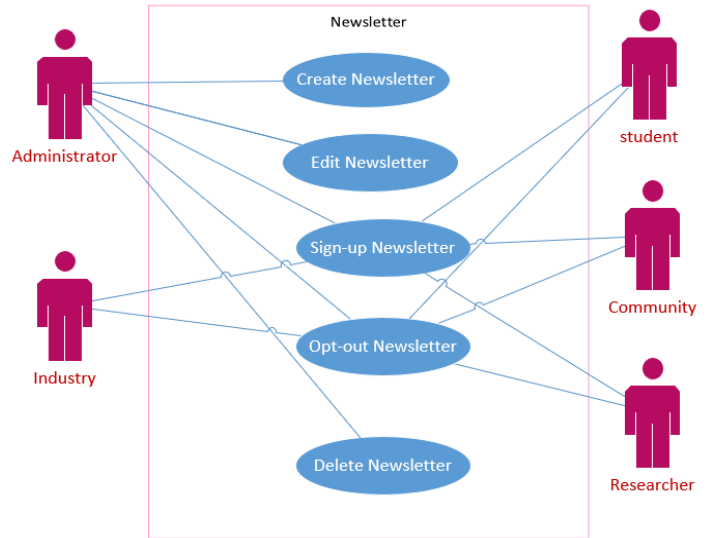 Newsletter
Create Newsletter
Administrator
student
Edit Newsletter
Sign-up Newsletter
Community
Industry
Opt-out Newsletter
Delete Newsletter
Researcher